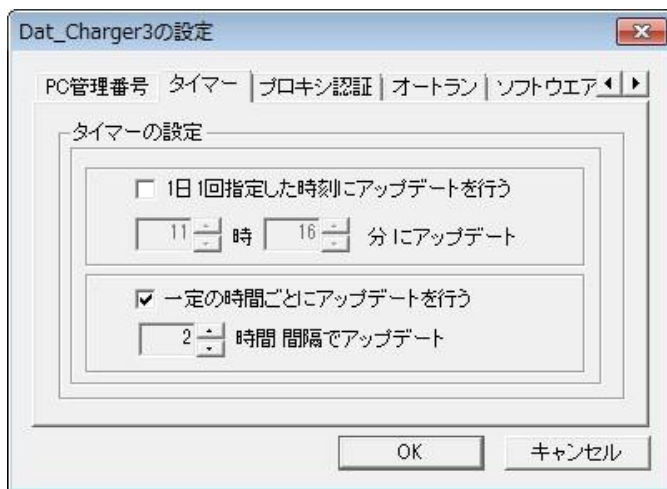 Dat_Charger3の設定
PC管理番号 タイマー プロキシ認証 オートラン ソフトウエア
タイマーの設定
1日1回指定した時刻にアップデートを行う
11 時 16 分 にアップデート
一定の時間ごとにアップデートを行う
2 時間 間隔でアップデート
OK キャンセル